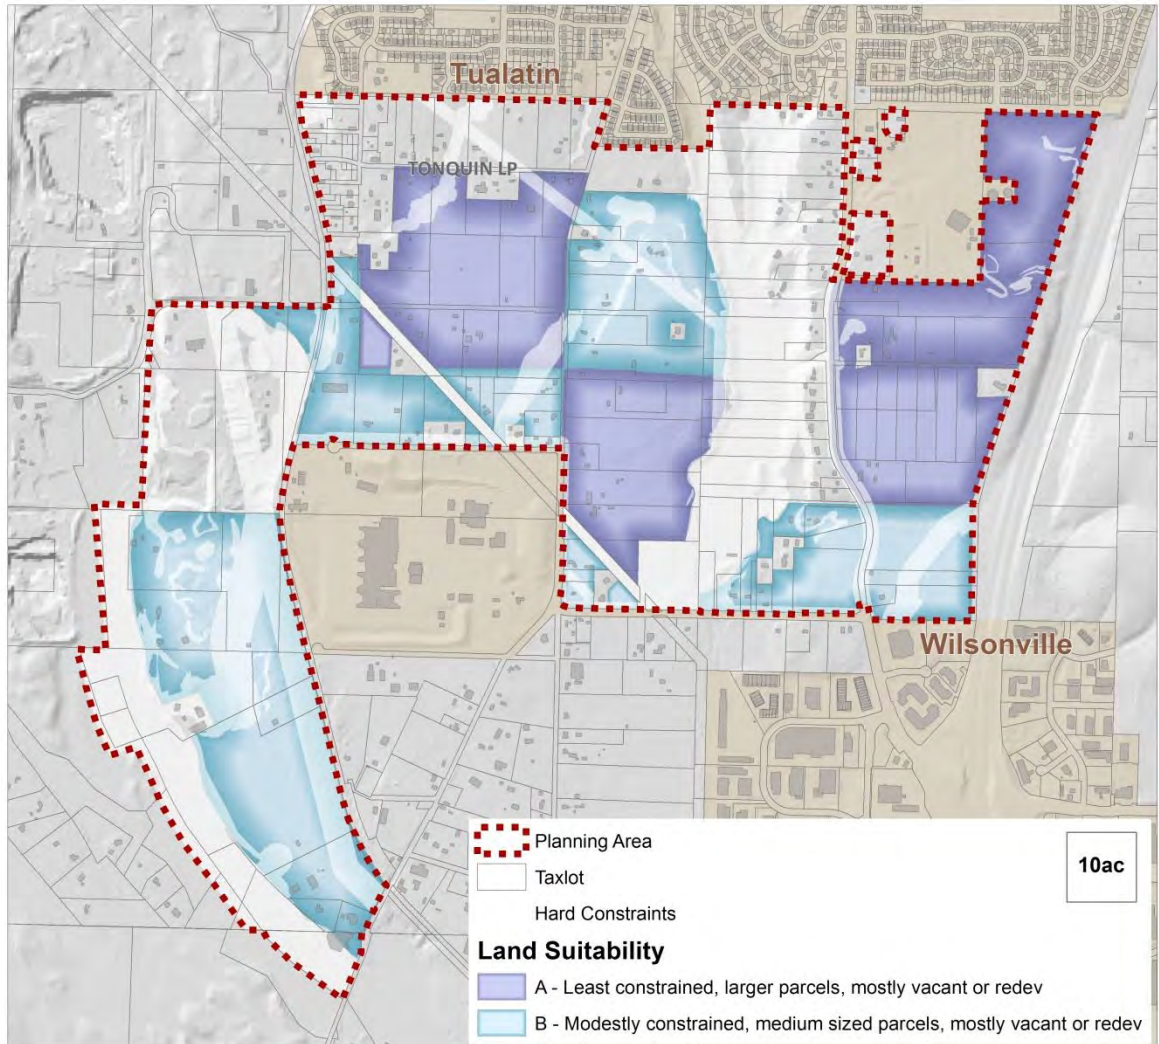 Tualatin
TONQUIN LP
Wilsonville
Planning Area
Taxlot
Hard Constraints
10ac
Land Suitability
A - Least constrained, larger parcels, mostly vacant or redev
B - Modestly constrained, medium sized parcels, mostly vacant or redev